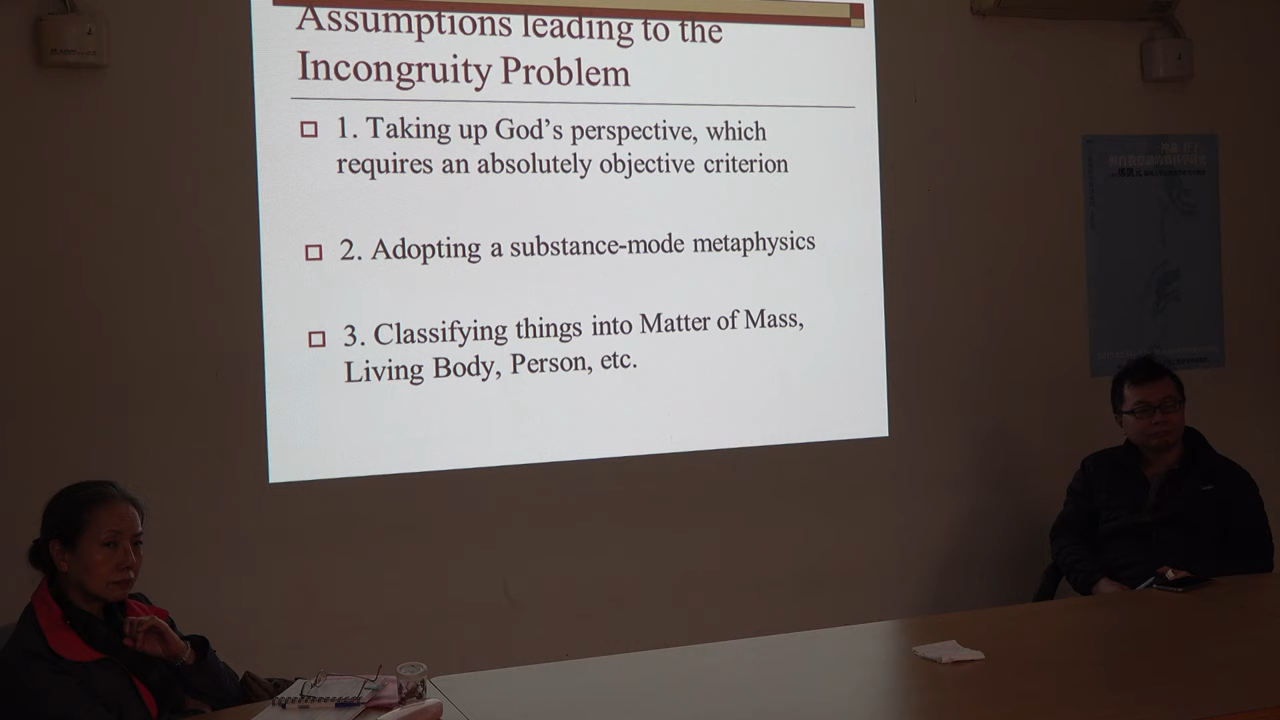 Assumptions leading to the
Incongruity Problem
1. Taking up God's perspective, which
requires an absolutely objective criterion
2. Adopting a substance-mode metaphysics
3. Classifying things into Matter of Mass,
Living Body, Person, etc.